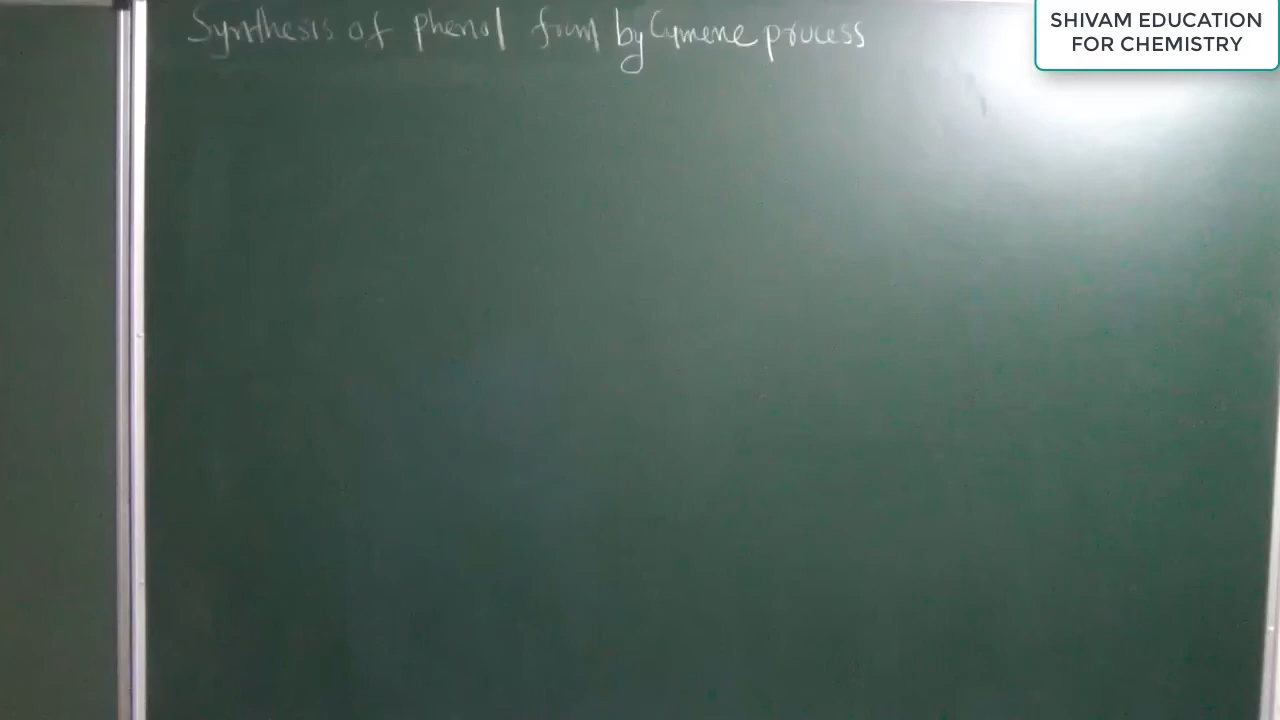 Synthesis of phenol from by Cymene process
SHIVAM EDUCATION
FOR CHEMISTRY